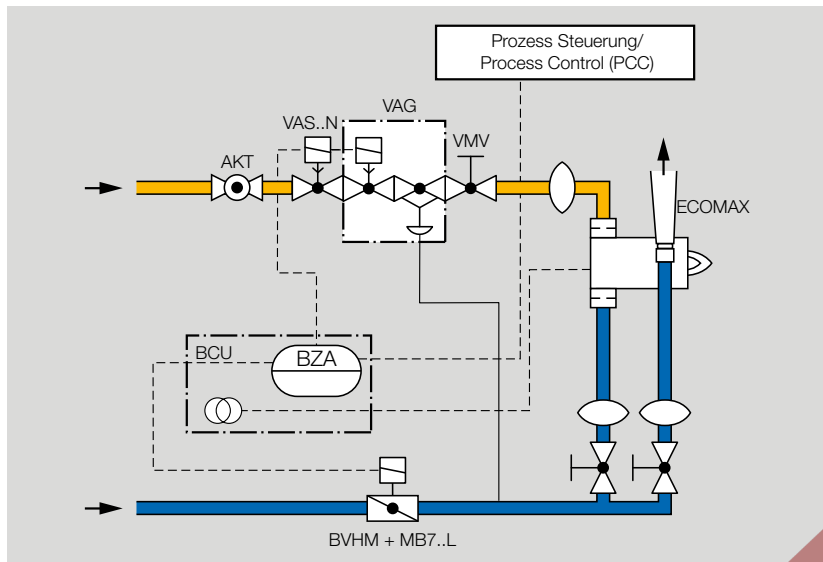 Prozess Steuerung/
Process Control (PCC)
VAG
VAS..N
VMV
AKT
ECOMAX
BCU
BZA
BVHM + MB7..L